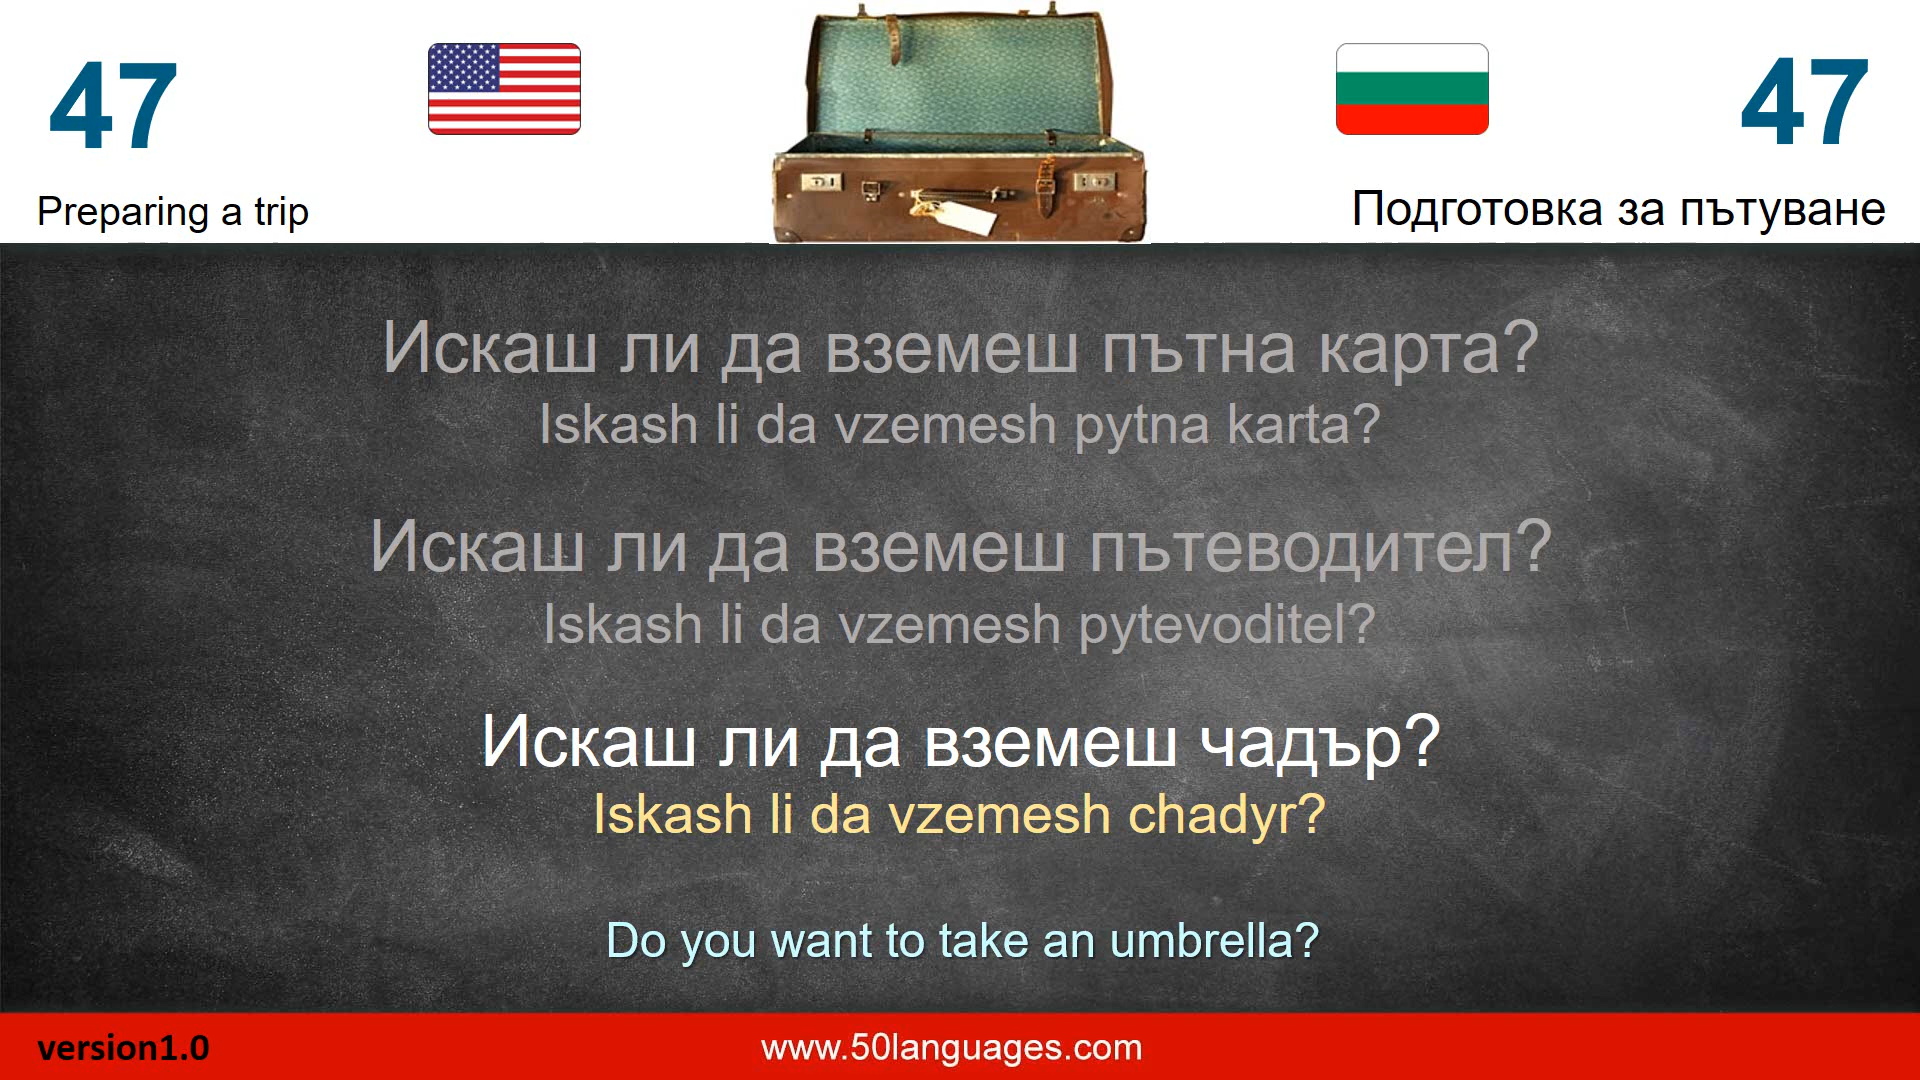 47
47
Preparing a trip
Подготовка за пътуване
Искаш ли да вземеш пътна карта?
Iskash li da vzemesh pytna karta?
Искаш ли да вземеш пътеводител?
Iskash li da vzemesh pytevoditel?
Искаш ли да вземеш чадър?
Iskash li da vzemesh chadyr?
Do you want to take an umbrella?
version1.0
www.50languages.com